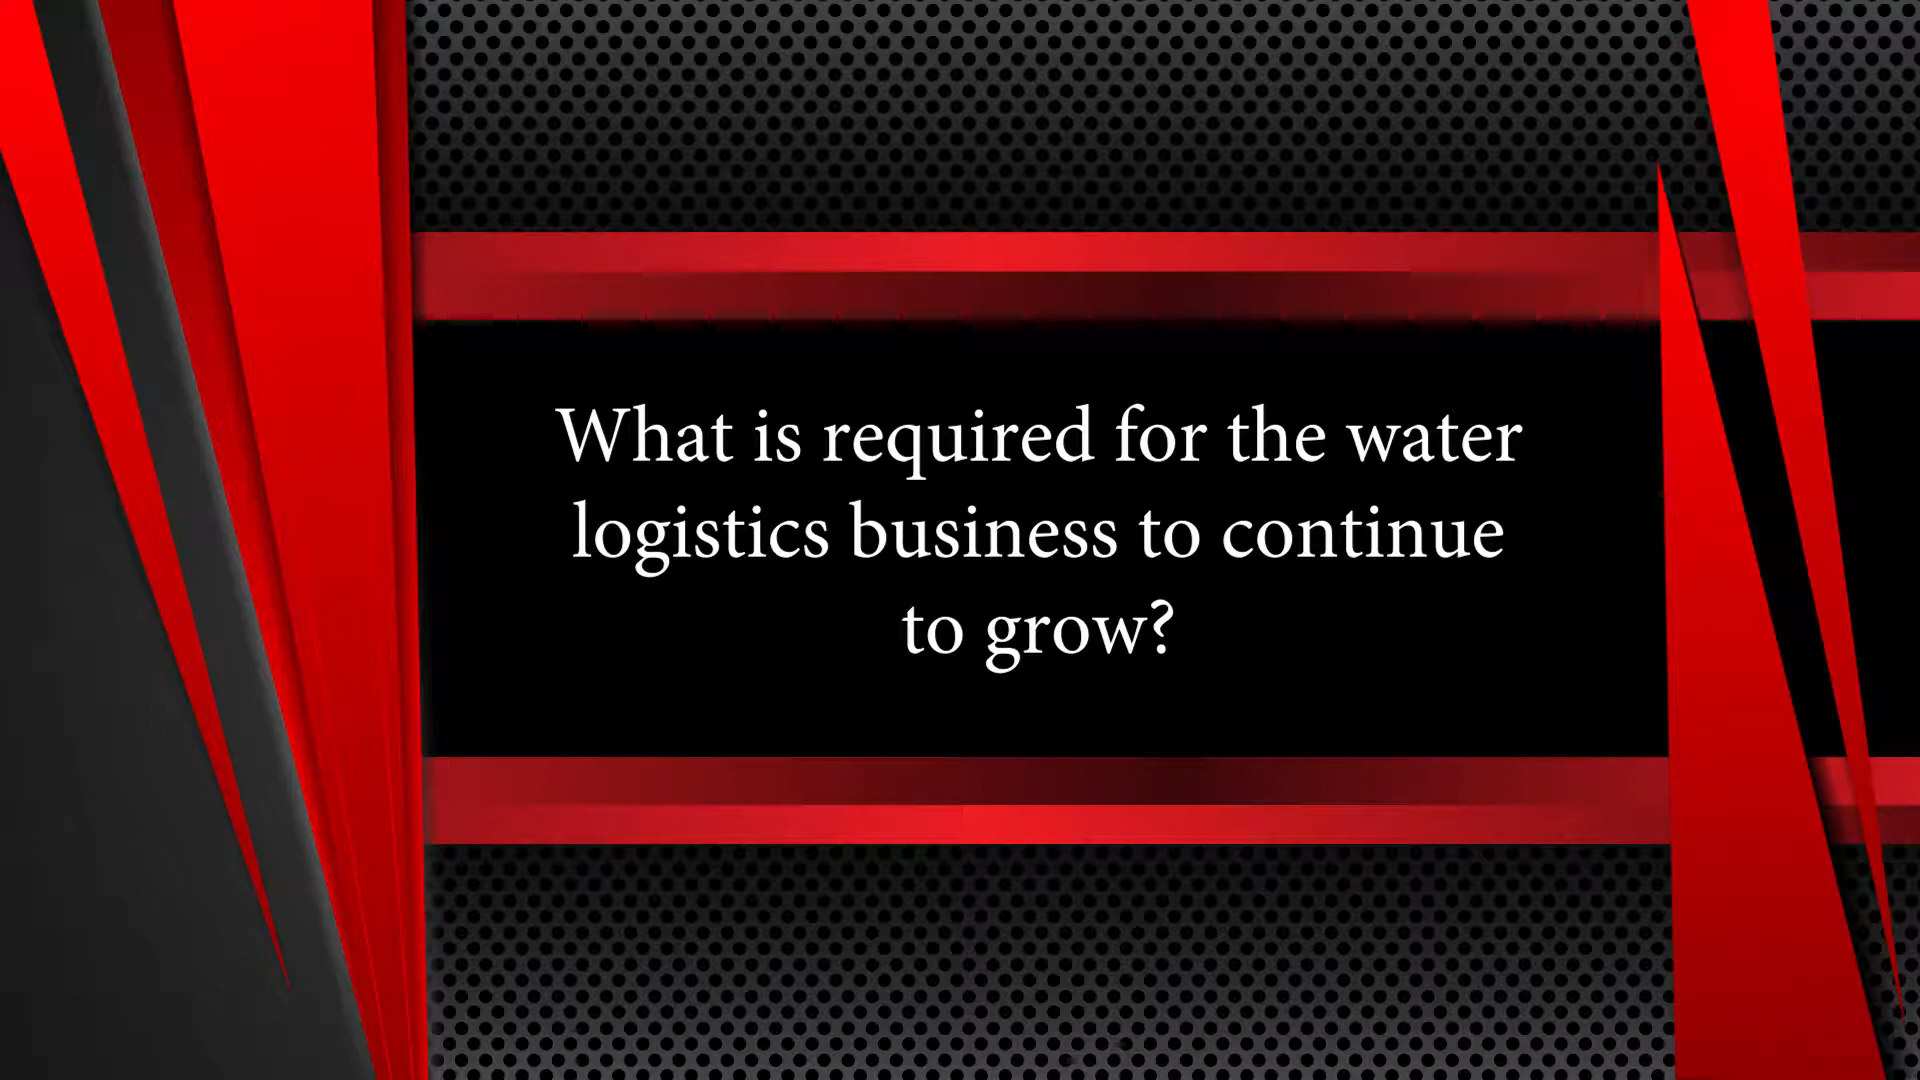 What is required for the water
logistics business to continue
to grow?